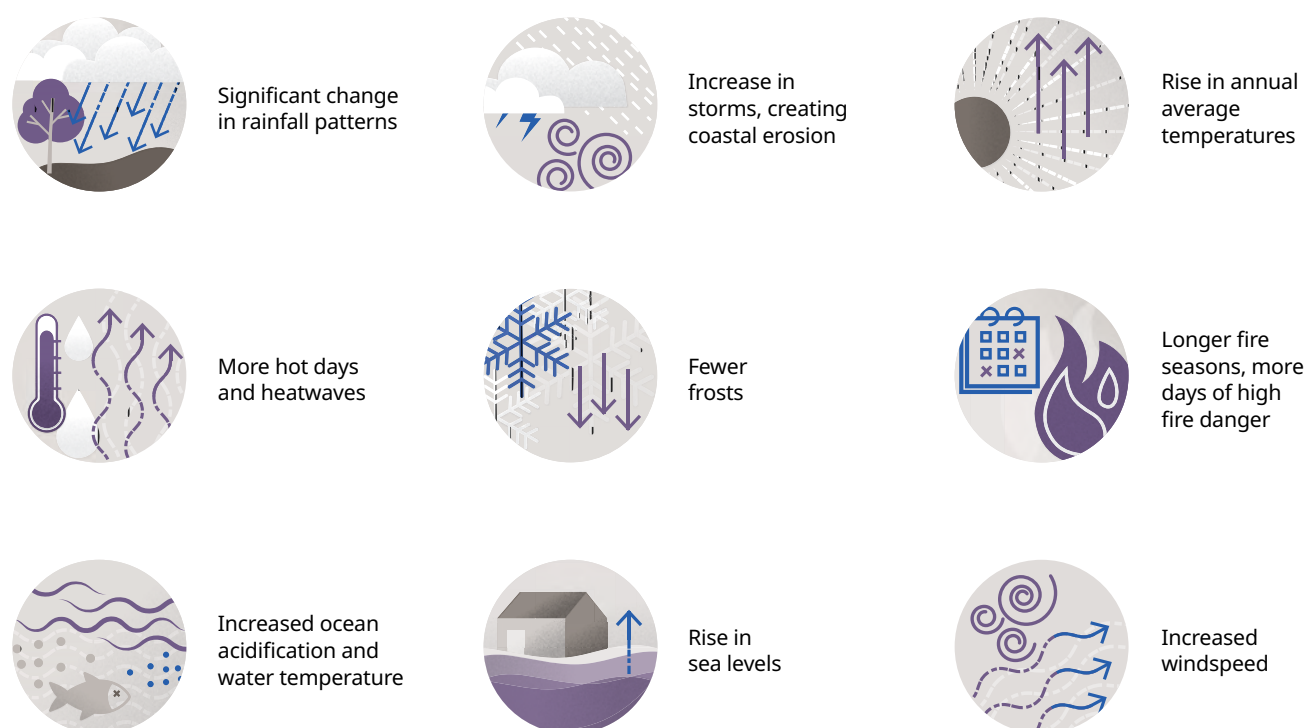 Significant change
in rainfall patterns
Increase in
storms, creating
coastal erosion
Rise in annual
average
temperatures
More hot days
and heatwaves
Fewer
frosts
Longer fire
seasons, more
days of high
fire danger
Increased ocean
acidification and
water temperature
Rise in
sea levels
Increased
windspeed